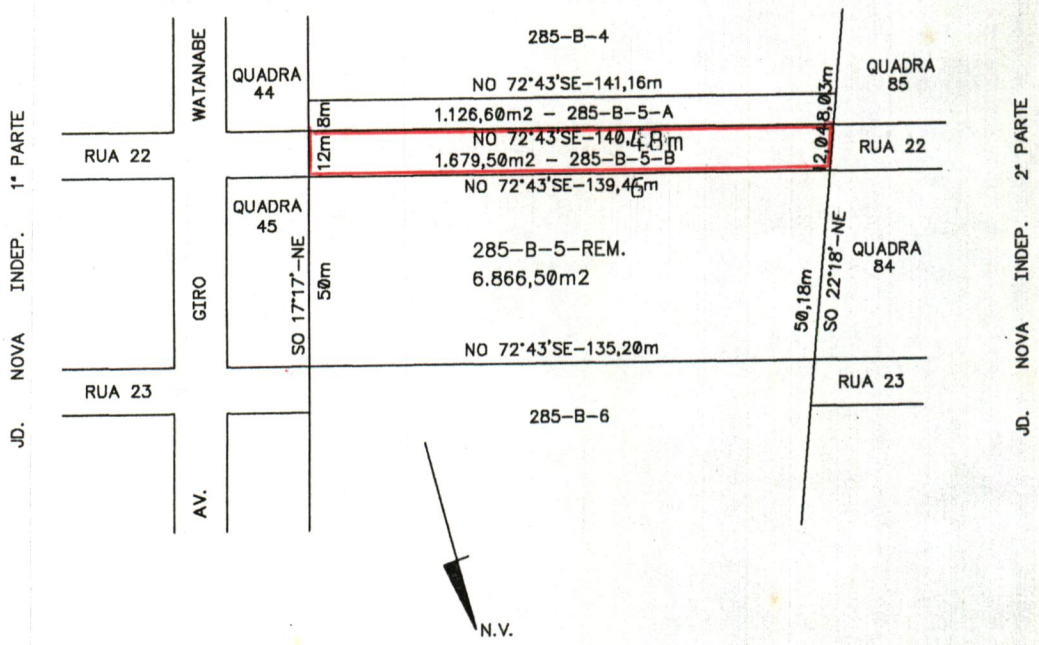 285-B-4
WATANABE
QUADRA
44
QUADRA
85
NO 72°43'SE-141,16m
8m
1.126,60m2 - 285-B-5-A
8,03m
JD. NOVA INDEP. 1ª PARTE
RUA 22
12m
NO 72°43'SE-140,48m
1.679,50m2 - 285-B-5-B
12,04
RUA 22
JD. NOVA INDEP. 2ª PARTE
NO 72°43'SE-139,46m
QUADRA
45
285-B-5-REM.
6.866,50m2
QUADRA
84
GIRO
SO 17°17'-NE
50m
50,18m
SO 22°18'-NE
NO 72°43'SE-135,20m
RUA 23
RUA 23
285-B-6
AV.
N.V.